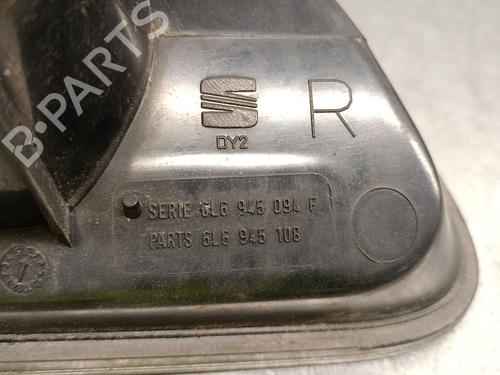 B-PARTS
R
DY2
SERIE 6L6 945 094 F
PARTS 6L6 945 108